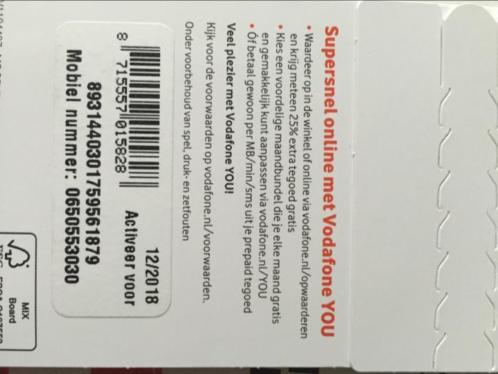 Supersnel online met Vodafone YOU
• Waardeer op in de winkel of online via vodafone.nl/opwaarderen
en krijg meteen 25% extra tegoed gratis
• Kies een voordelige maandbundel die je elke maand gratis
en gemakkelijk kunt aanpassen via vodafone.nl/YOU
• Óf betaal gewoon per MB/min/sms uit je prepaid tegoed
Veel plezier met Vodafone YOU!
Kijk voor de voorwaarden op vodafone.nl/voorwaarden.
Onder voorbehoud van spel, druk- en zetfouten
12/2018
Activeer voor
8 715557 015828
8931440301759561879
Mobiel nummer: 0650553030
MIX
Board